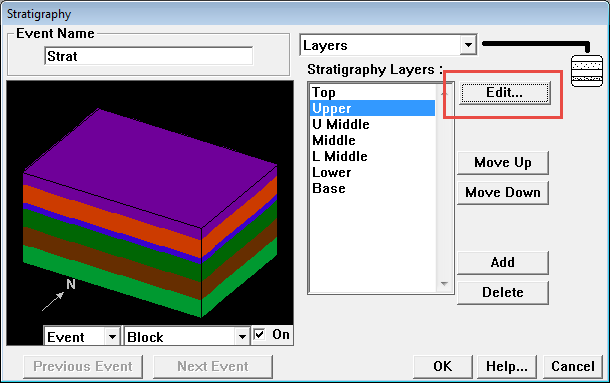 Stratigraphy
Event Name
Strat
Layers
Stratigraphy Layers :
Top
Upper
U Middle
Middle
L Middle
Lower
Base
Edit...
Move Up
Move Down
Add
Delete
N
Event
Block
On
Previous Event
Next Event
OK
Help...
Cancel